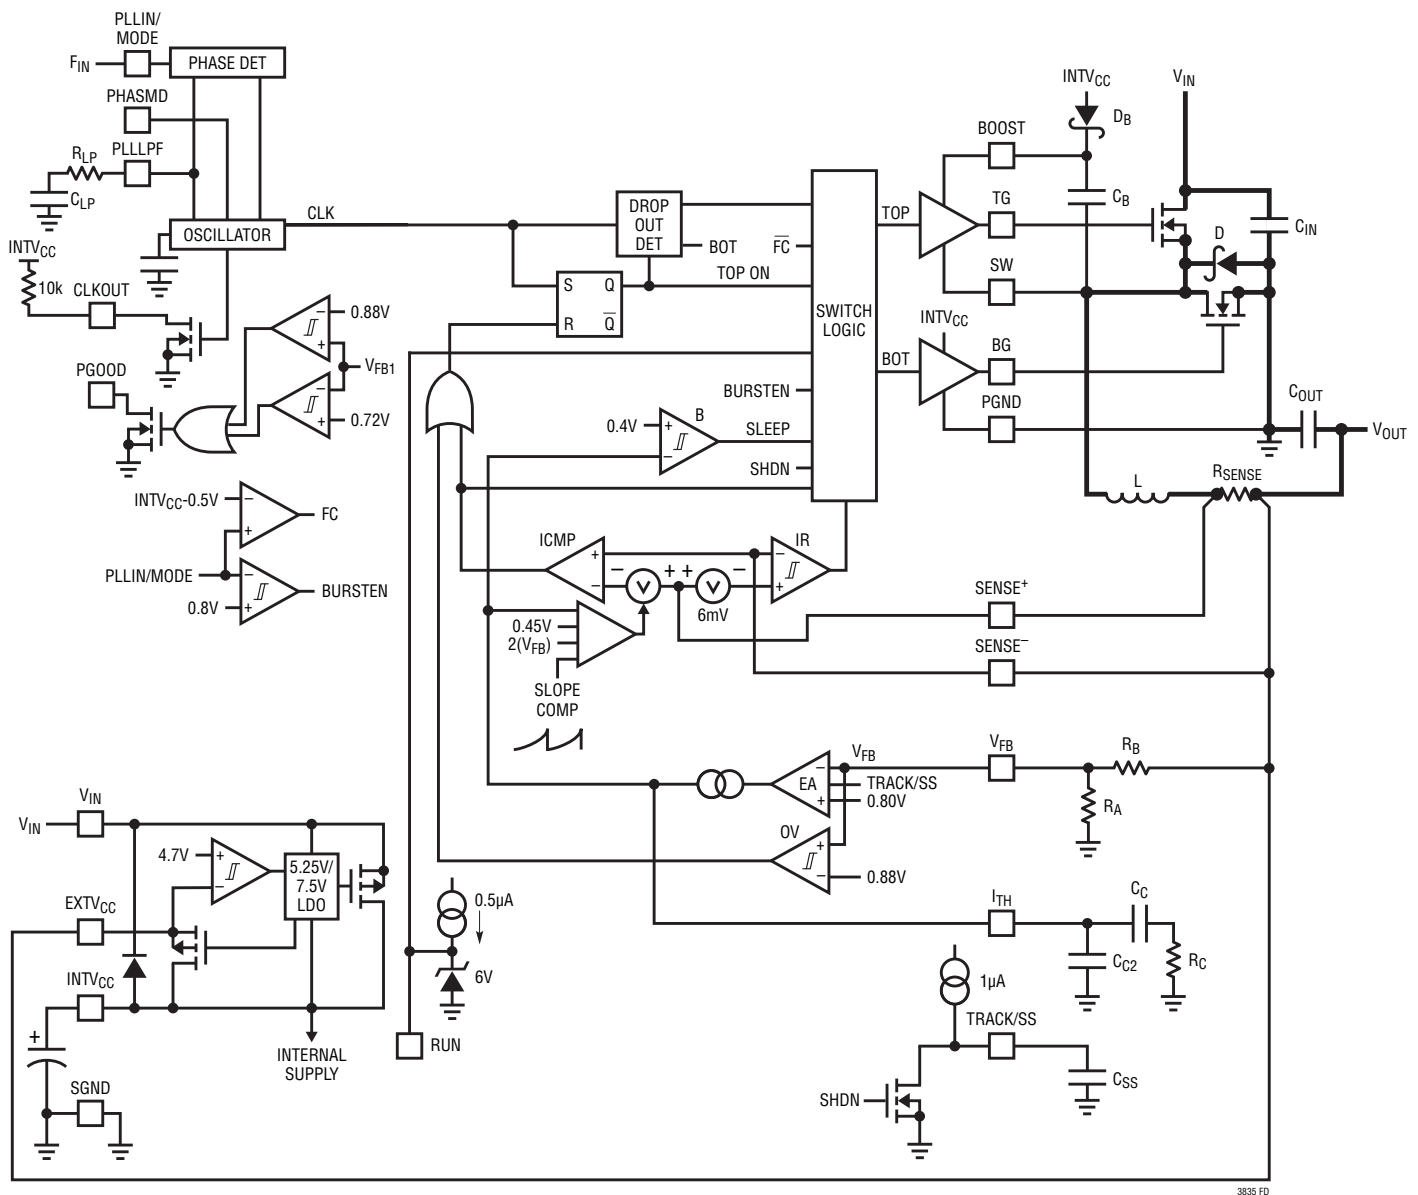 PLLIN/
MODE
FIN
PHASE DET
PHASMD
RLP
PLLLPF
CLP
OSCILLATOR
CLK
INTVCC
10k
CLKOUT
0.88V
VFB1
0.72V
PGOOD
INTVCC-0.5V
FC
PLLIN/MODE
BURSTEN
0.8V
DROP
OUT
DET
BOT
FC
TOP ON
S
Q
R
Q
SWITCH
LOGIC
BURSTEN
B
0.4V
SLEEP
SHDN
TOP
BOT
INTVCC
DB
BOOST
CB
TG
SW
INTVCC
BG
PGND
VIN
D
CIN
COUT
VOUT
L
RSENSE
ICMP
IR
+
−
−
V
+ +
V
−
−
+
6mV
0.45V
2(VFB)
SLOPE
COMP
SENSE+
SENSE−
VFB
VFB
RB
RA
EA
TRACK/SS
0.80V
OV
0.88V
ITH
CC
CC2
RC
1µA
TRACK/SS
CSS
SHDN
0.5µA
6V
RUN
VIN
VIN
4.7V
5.25V/
7.5V
LDO
EXTVCC
INTVCC
+
INTERNAL
SUPPLY
SGND
3835 FD